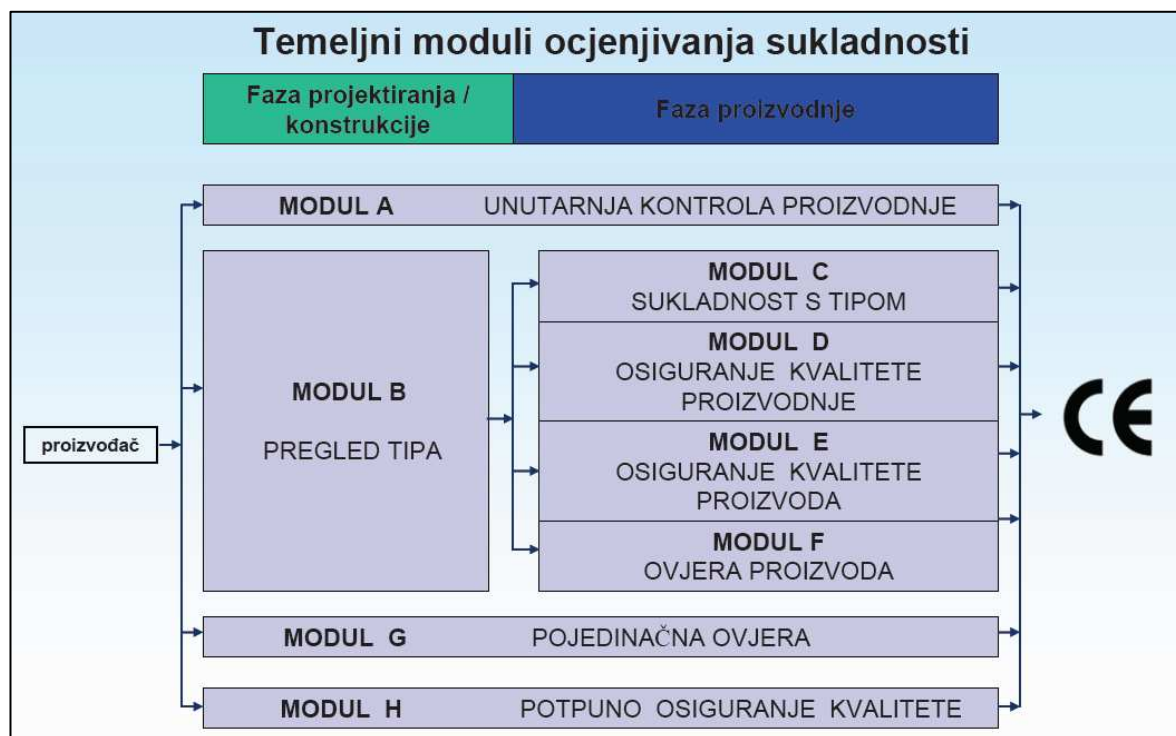 Temeljni moduli ocjenjivanja sukladnosti
Faza projektiranja /
konstrukcije
Faza proizvodnje
MODUL A UNUTARNJA KONTROLA PROIZVODNJE
proizvođač
MODUL B
PREGLED TIPA
MODUL C
SUKLADNOST S TIPOM
MODUL D
OSIGURANJE KVALITETE
PROIZVODNJE
MODUL E
OSIGURANJE KVALITETE
PROIZVODA
MODUL F
OVJERA PROIZVODA
CE
MODUL G POJEDINAČNA OVJERA
MODUL H POTPUNO OSIGURANJE KVALITETE